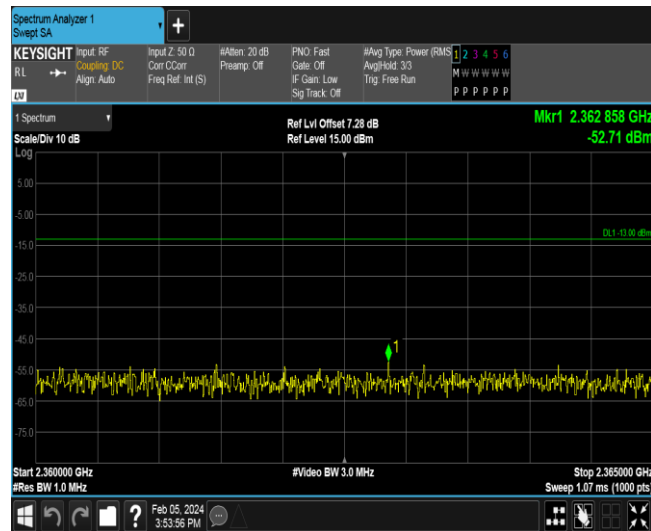 Spectrum Analyzer 1
Swept SA
+
KEYSIGHT
RL
LXI
Input: RF
Coupling: DC
Align: Auto
Input Z: 50 Ω
Corr CCorr
Freq Ref: Int (S)
#Atten: 20 dB
Preamp: Off
PNO: Fast
Gate: Off
IF Gain: Low
Sig Track: Off
#Avg Type: Power (RMS
Avg|Hold: 3/3
Trig: Free Run
1 2 3 4 5 6
M W W W W W
P P P P P P
1 Spectrum
Scale/Div 10 dB
Ref Lvl Offset 7.28 dB
Ref Level 15.00 dBm
Mkr1 2.362 858 GHz
-52.71 dBm
Log
5.00
-5.00
DL1 -13.00 dBm
-15.0
-25.0
-35.0
-45.0
1
-55.0
-65.0
-75.0
Start 2.360000 GHz
#Video BW 3.0 MHz
Stop 2.365000 GHz
#Res BW 1.0 MHz
Sweep 1.07 ms (1000 pts)
?
Feb 05, 2024
3:53:56 PM